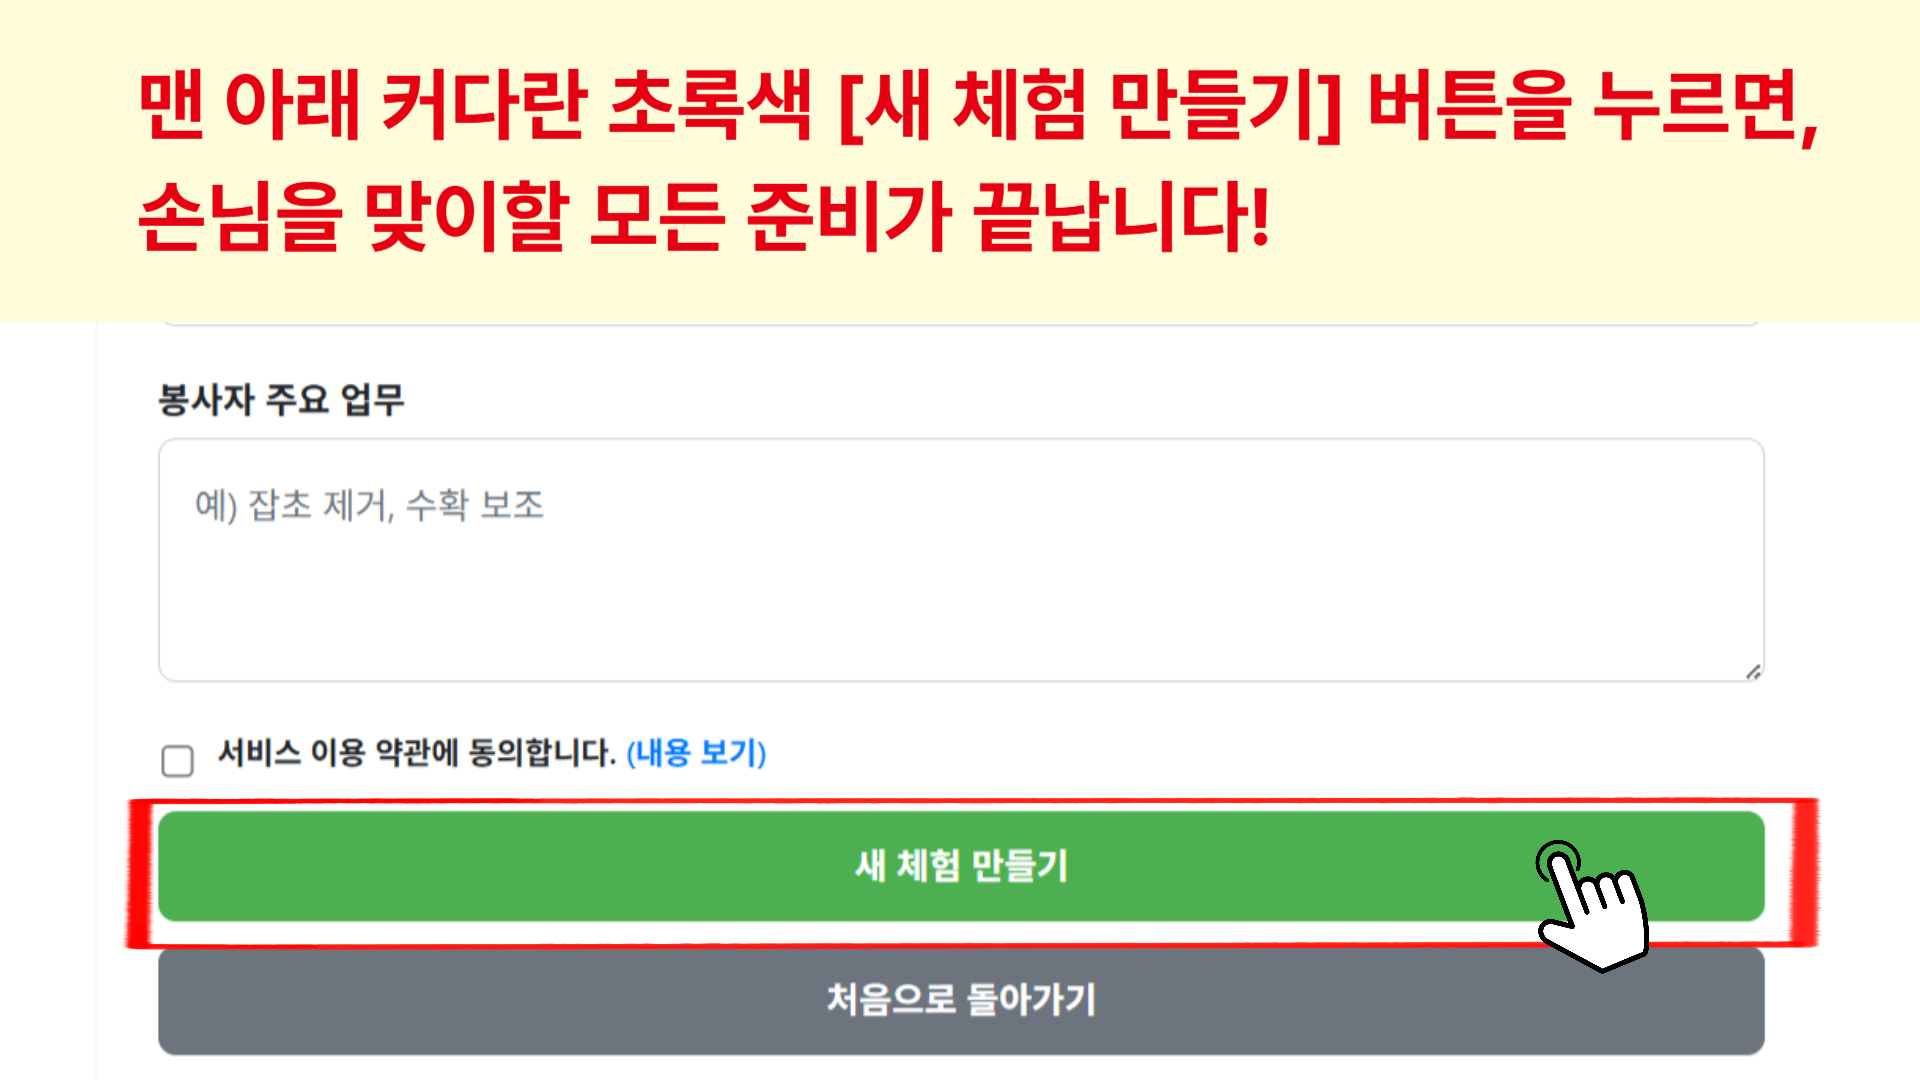 맨 아래 커다란 초록색 [새 체험 만들기] 버튼을 누르면,
손님을 맞이할 모든 준비가 끝납니다!
봉사자 주요 업무
예) 잡초 제거, 수확 보조
서비스 이용 약관에 동의합니다. (내용 보기)
새 체험 만들기
처음으로 돌아가기